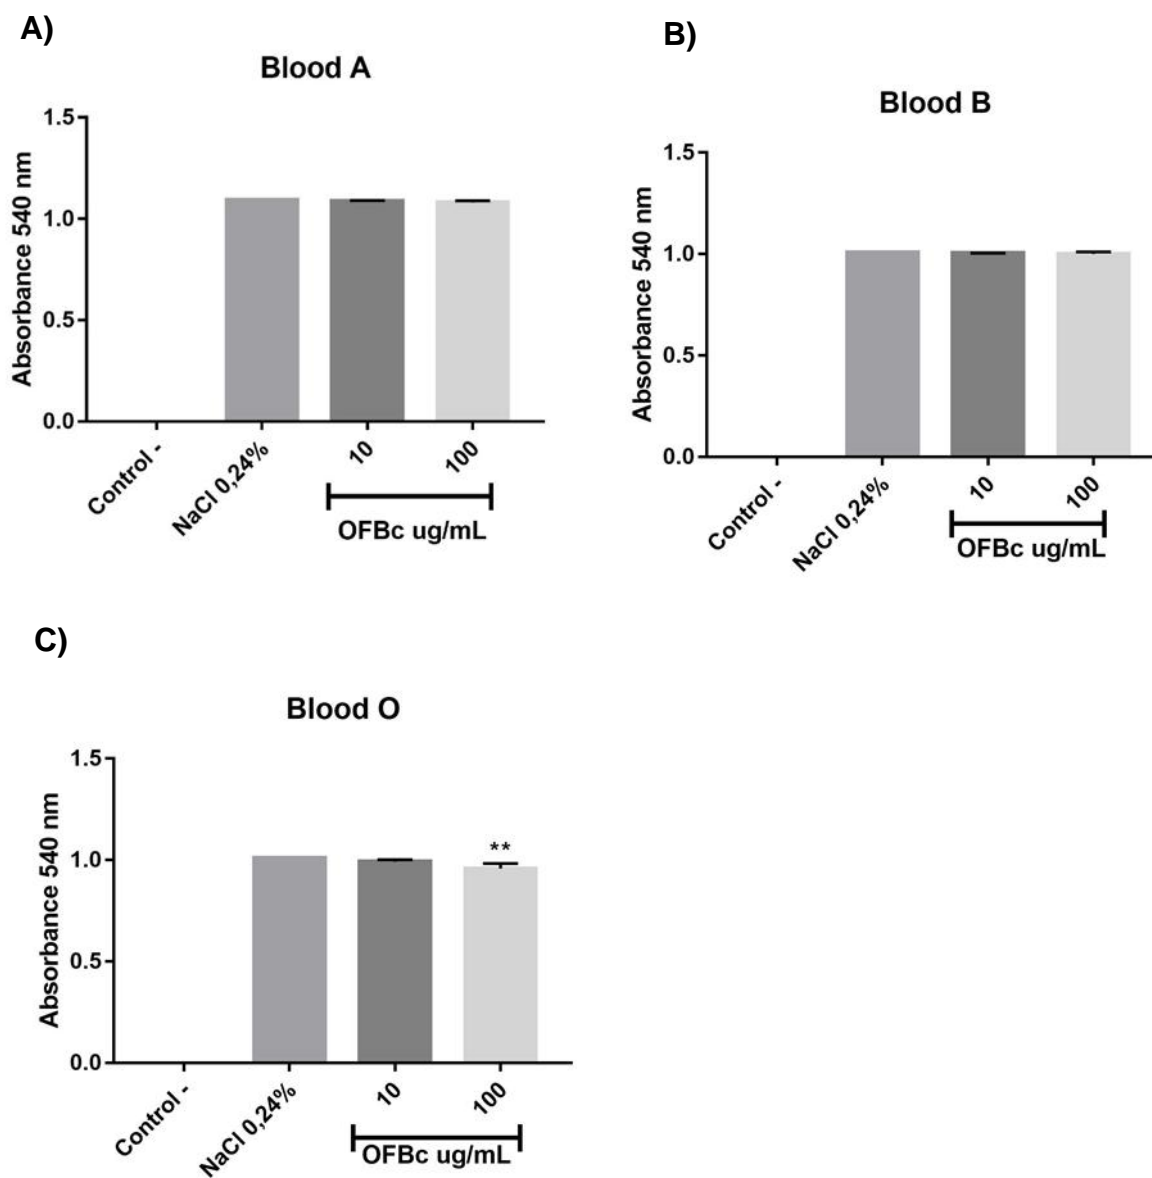 A)
Blood A
Absorbance 540 nm
1.5
1.0
0.5
0.0
Control -
NaCl 0,24%
10
100
OFBc ug/mL
B)
Blood B
Absorbance 540 nm
1.5
1.0
0.5
0.0
Control -
NaCl 0,24%
10
100
OFBc ug/mL
C)
Blood O
Absorbance 540 nm
1.5
1.0
0.5
0.0
**
Control -
NaCl 0,24%
10
100
OFBc ug/mL